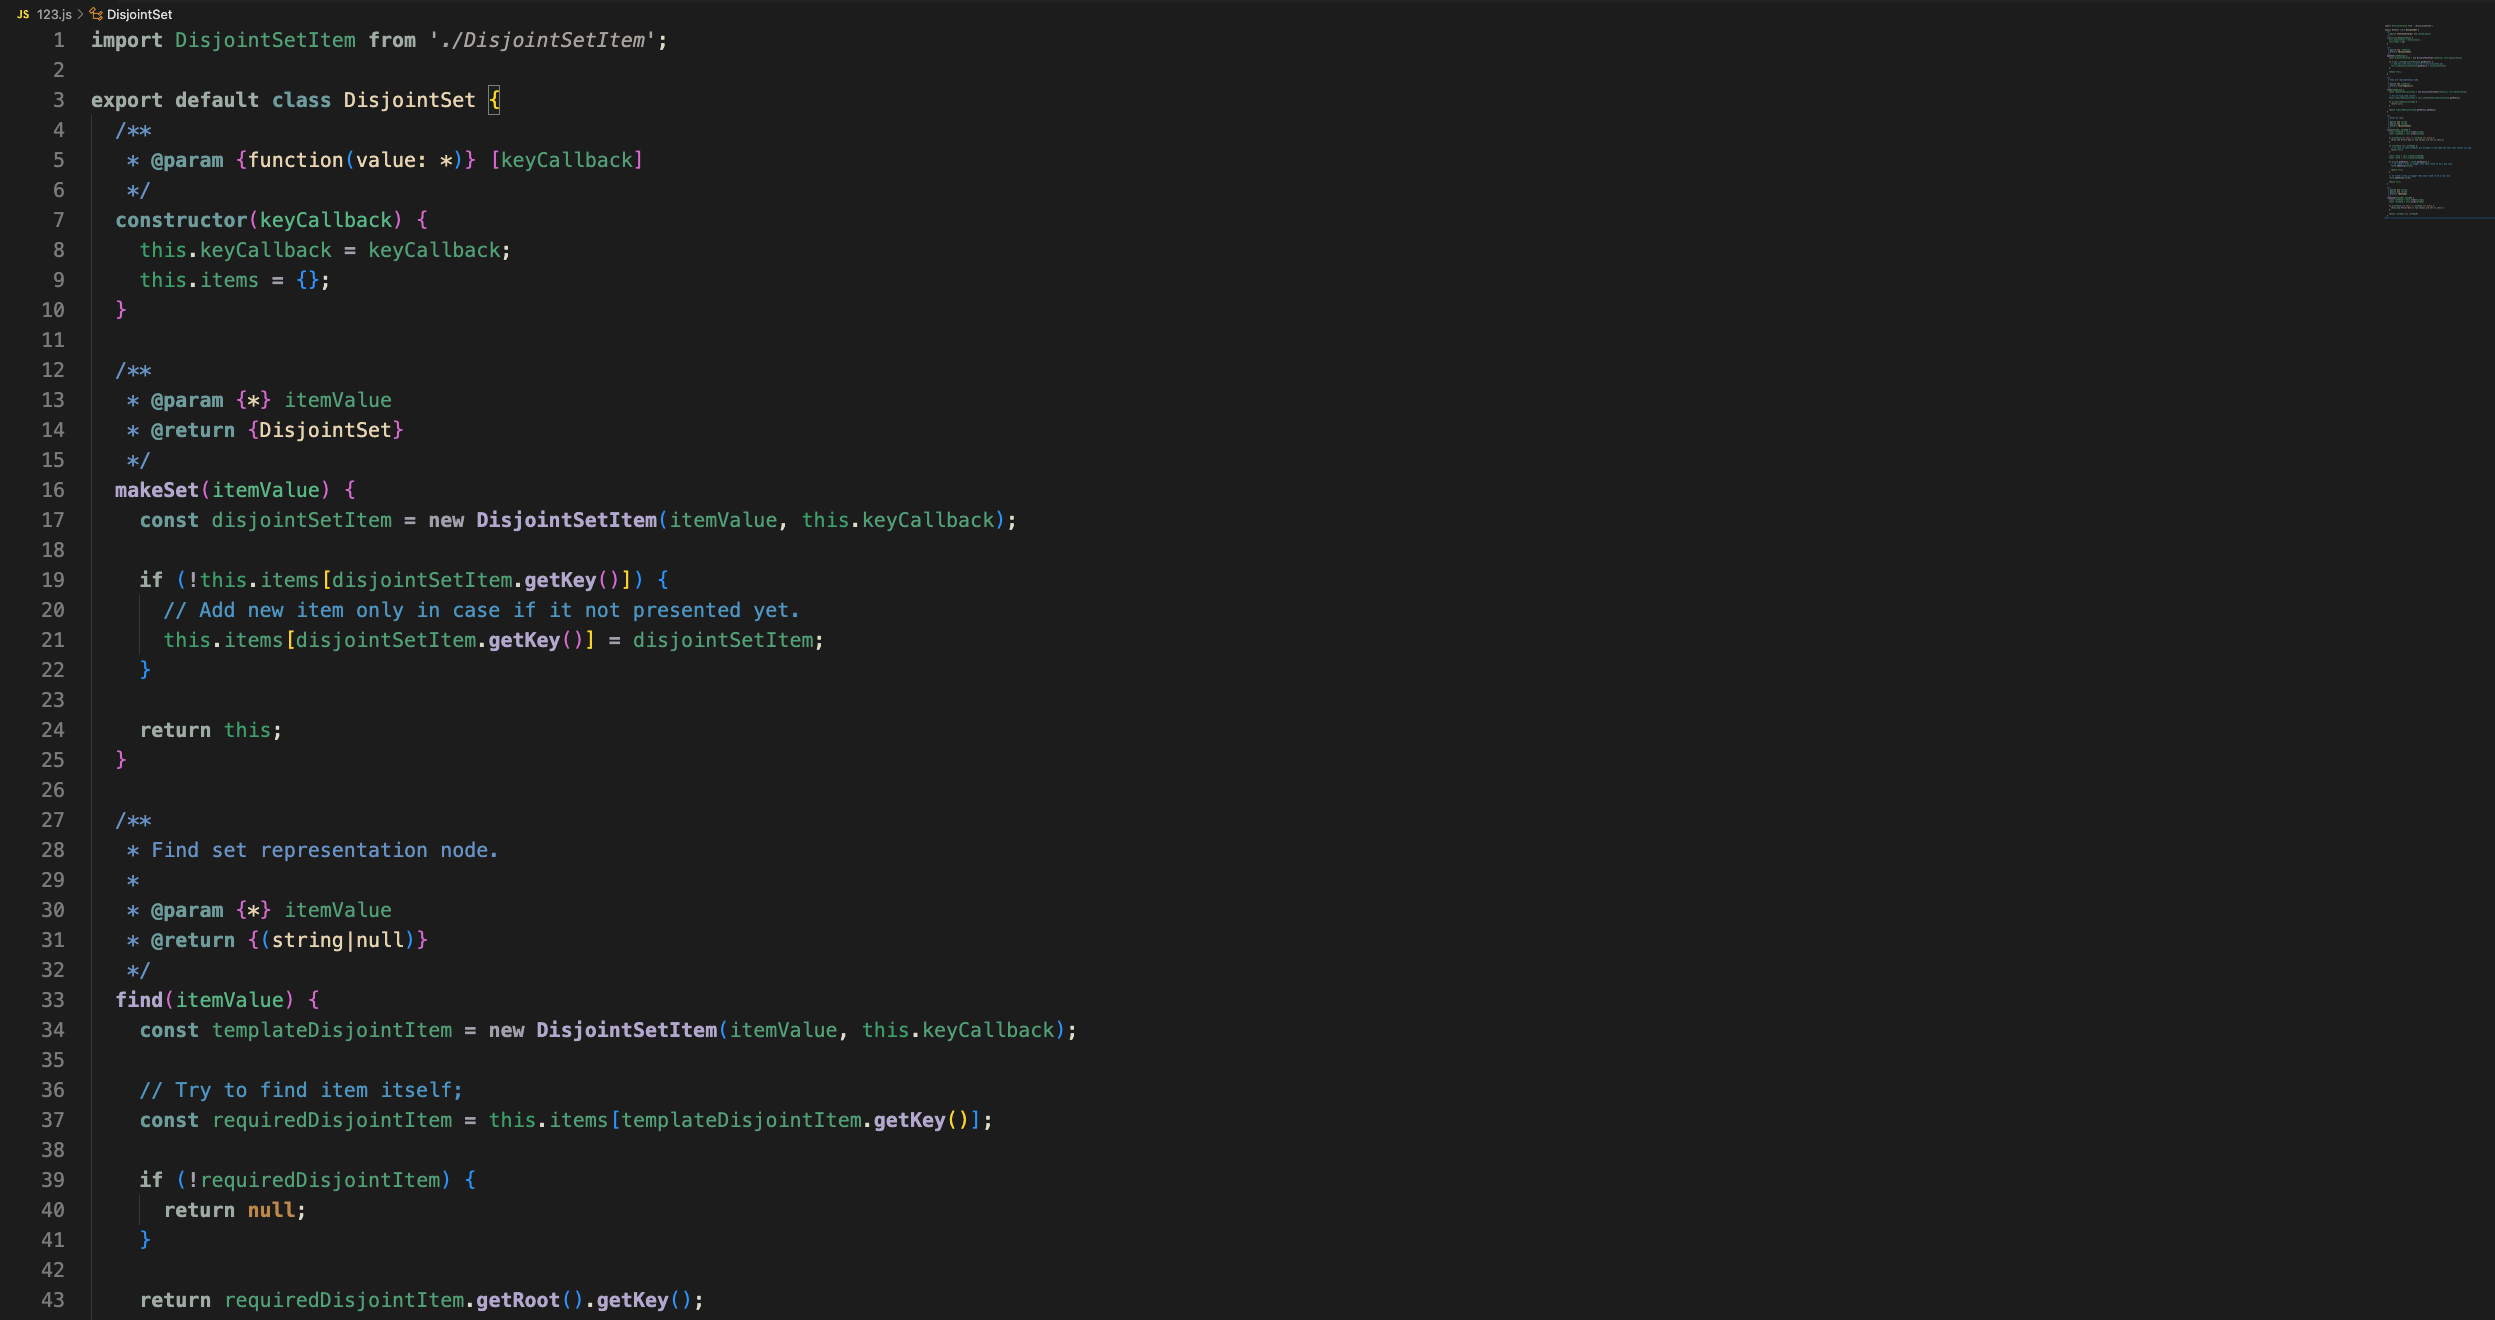 JS 123.js > DisjointSet
1 import DisjointSetItem from './DisjointSetItem';
2
3 export default class DisjointSet {
4   /**
5    * @param {function(value: *)} [keyCallback]
6    */
7   constructor(keyCallback) {
8     this.keyCallback = keyCallback;
9     this.items = {};
10   }
11
12   /**
13    * @param {*} itemValue
14    * @return {DisjointSet}
15    */
16   makeSet(itemValue) {
17     const disjointSetItem = new DisjointSetItem(itemValue, this.keyCallback);
18
19     if (!this.items[disjointSetItem.getKey()]) {
20       // Add new item only in case if it not presented yet.
21       this.items[disjointSetItem.getKey()] = disjointSetItem;
22     }
23
24     return this;
25   }
26
27   /**
28    * Find set representation node.
29    *
30    * @param {*} itemValue
31    * @return {(string|null)}
32    */
33   find(itemValue) {
34     const templateDisjointItem = new DisjointSetItem(itemValue, this.keyCallback);
35
36     // Try to find item itself;
37     const requiredDisjointItem = this.items[templateDisjointItem.getKey()];
38
39     if (!requiredDisjointItem) {
40       return null;
41     }
42
43     return requiredDisjointItem.getRoot().getKey();